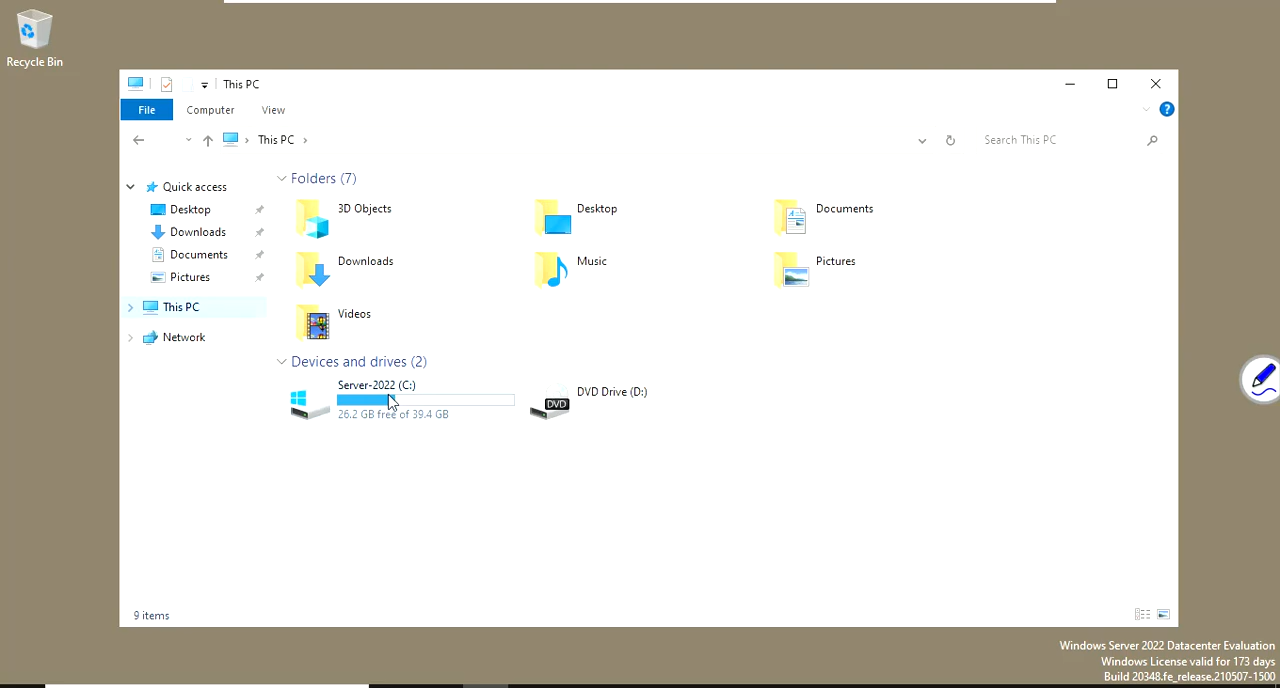 Recycle Bin
This PC
File Computer View
This PC
Search This PC
Quick access
Desktop
Downloads
Documents
Pictures
This PC
Network
Folders (7)
3D Objects
Desktop
Documents
Downloads
Music
Pictures
Videos
Devices and drives (2)
Server-2022 (C:)
26.2 GB free of 39.4 GB
DVD
DVD Drive (D:)
9 items
Windows Server 2022 Datacenter Evaluation
Windows License valid for 173 days
Build 20348.fe_release.210507-1500